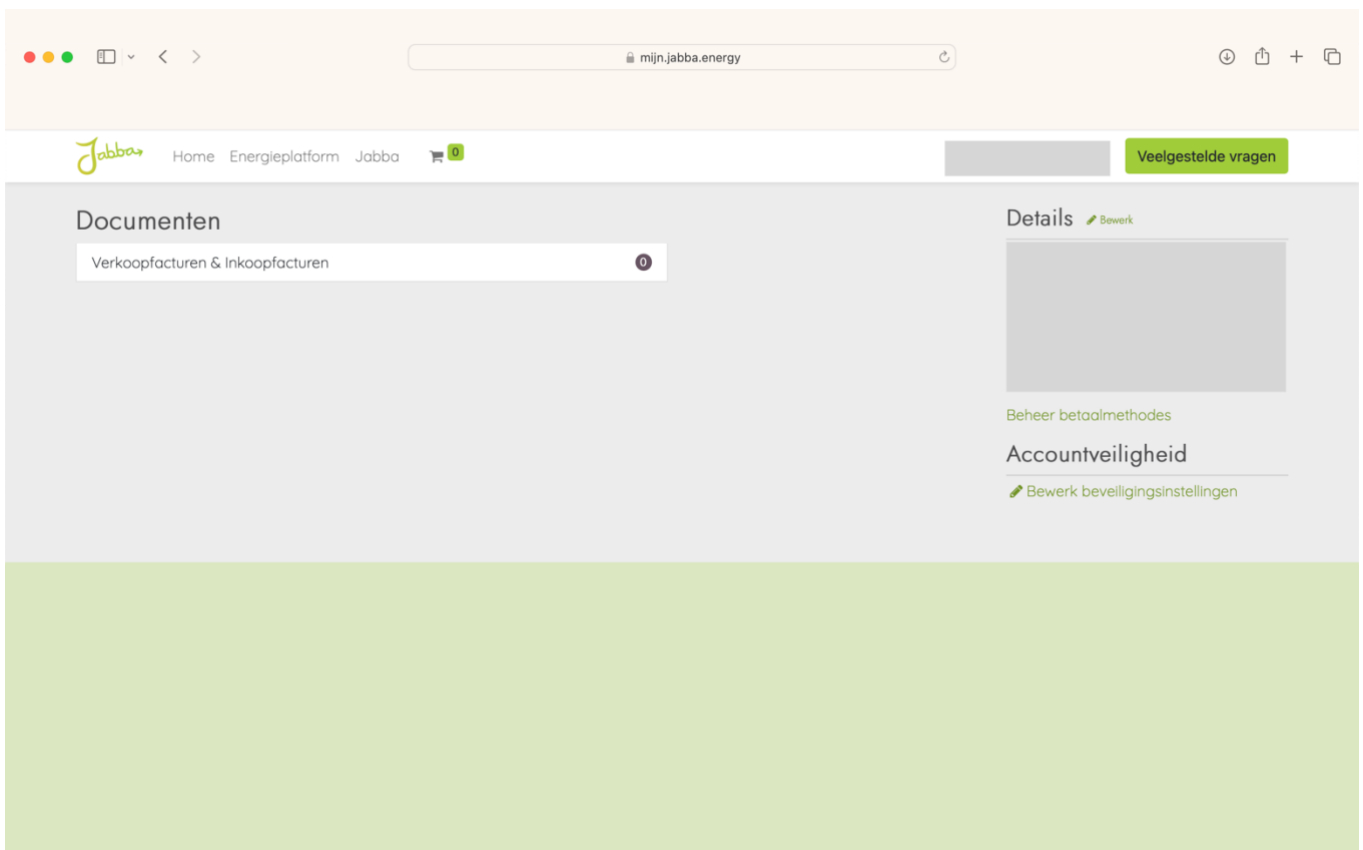 mijn.jabba.energy
Jabba
Home Energieplatform Jabba 0
Veelgestelde vragen
Documenten
Verkoopfacturen & Inkoopfacturen 0
Details Bewerk
Beheer betaalmethodes
Accountveiligheid
Bewerk beveiligingsinstellingen